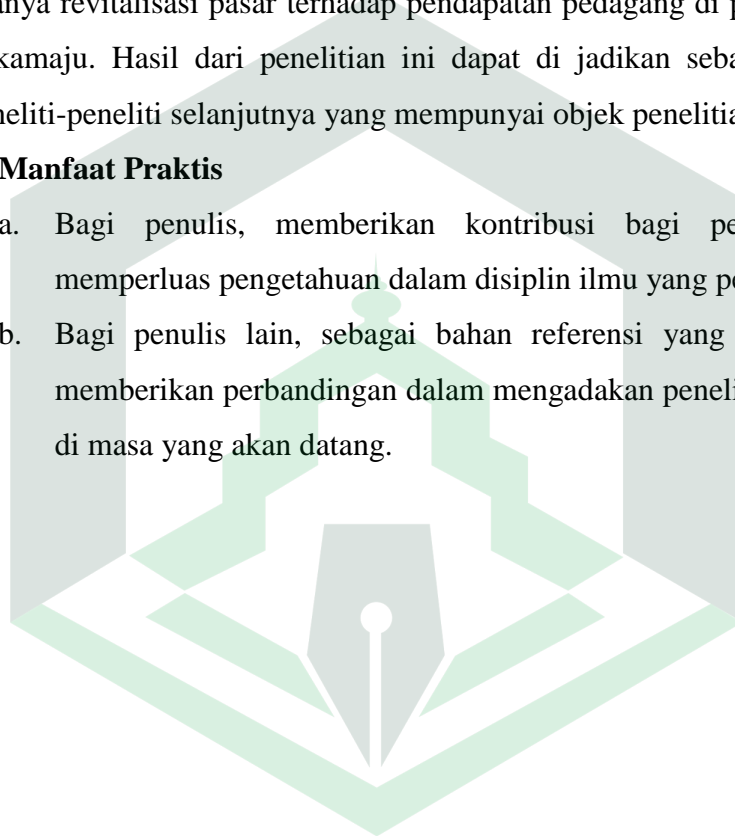 anya revitalisasi pasar terhadap pendapatan pedagang di p
kamaju. Hasil dari penelitian ini dapat di jadikan seba
neliti-peneliti selanjutnya yang mempunyai objek penelitia
Manfaat Praktis
a. Bagi penulis, memberikan kontribusi bagi pe
memperluas pengetahuan dalam disiplin ilmu yang pe
b. Bagi penulis lain, sebagai bahan referensi yang
memberikan perbandingan dalam mengadakan peneli
di masa yang akan datang.